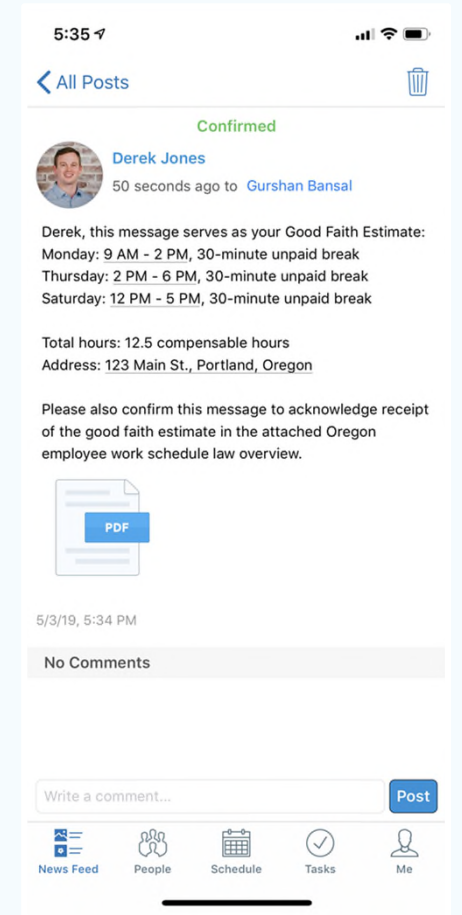 5:35
All Posts
Confirmed
Derek Jones
50 seconds ago to Gurshan Bansal
Derek, this message serves as your Good Faith Estimate:
Monday: 9 AM - 2 PM, 30-minute unpaid break
Thursday: 2 PM - 6 PM, 30-minute unpaid break
Saturday: 12 PM - 5 PM, 30-minute unpaid break
Total hours: 12.5 compensable hours
Address: 123 Main St., Portland, Oregon
Please also confirm this message to acknowledge receipt
of the good faith estimate in the attached Oregon
employee work schedule law overview.
PDF
5/3/19, 5:34 PM
No Comments
Write a comment...
Post
News Feed
People
Schedule
Tasks
Me